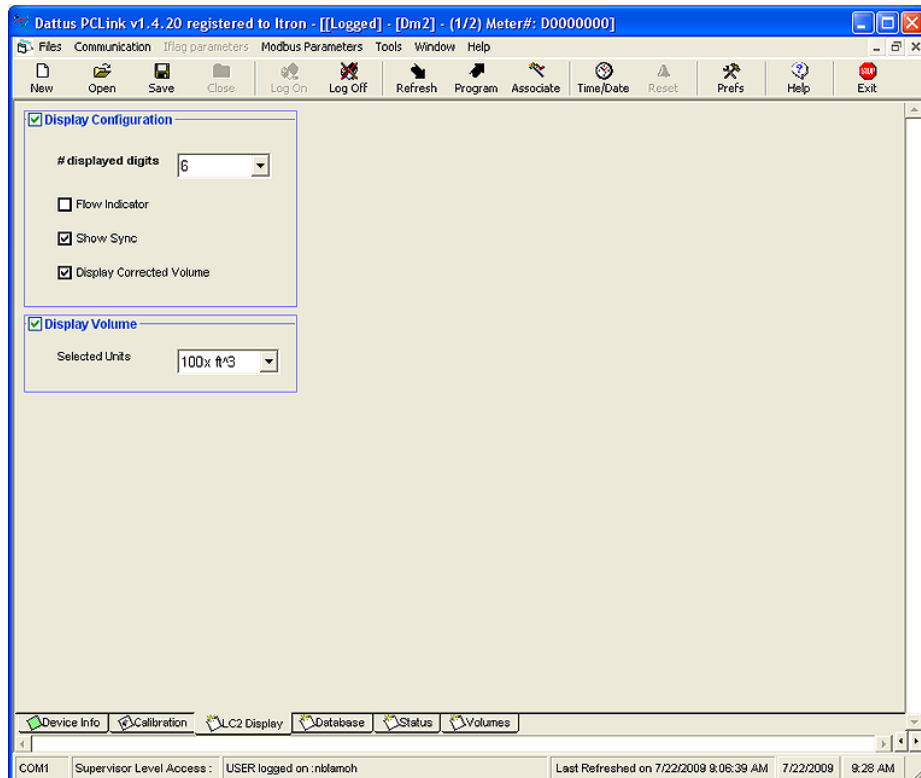 Dattus PCLink v1.4.20 registered to Itron - [[Logged] - [Dm2] - (1/2) Meter#: D0000000]
Files Communication Iflag parameters Modbus Parameters Tools Window Help
New Open Save Close Log On Log Off Refresh Program Associate Time/Date Reset Prefs Help Exit
Display Configuration
# displayed digits 6
Flow Indicator
Show Sync
Display Corrected Volume
Display Volume
Selected Units 100x ft^3
Device Info Calibration LC2 Display Database Status Volumes
COM1 Supervisor Level Access : USER logged on :nblamoh Last Refreshed on 7/22/2009 9:06:39 AM 7/22/2009 9:26 AM